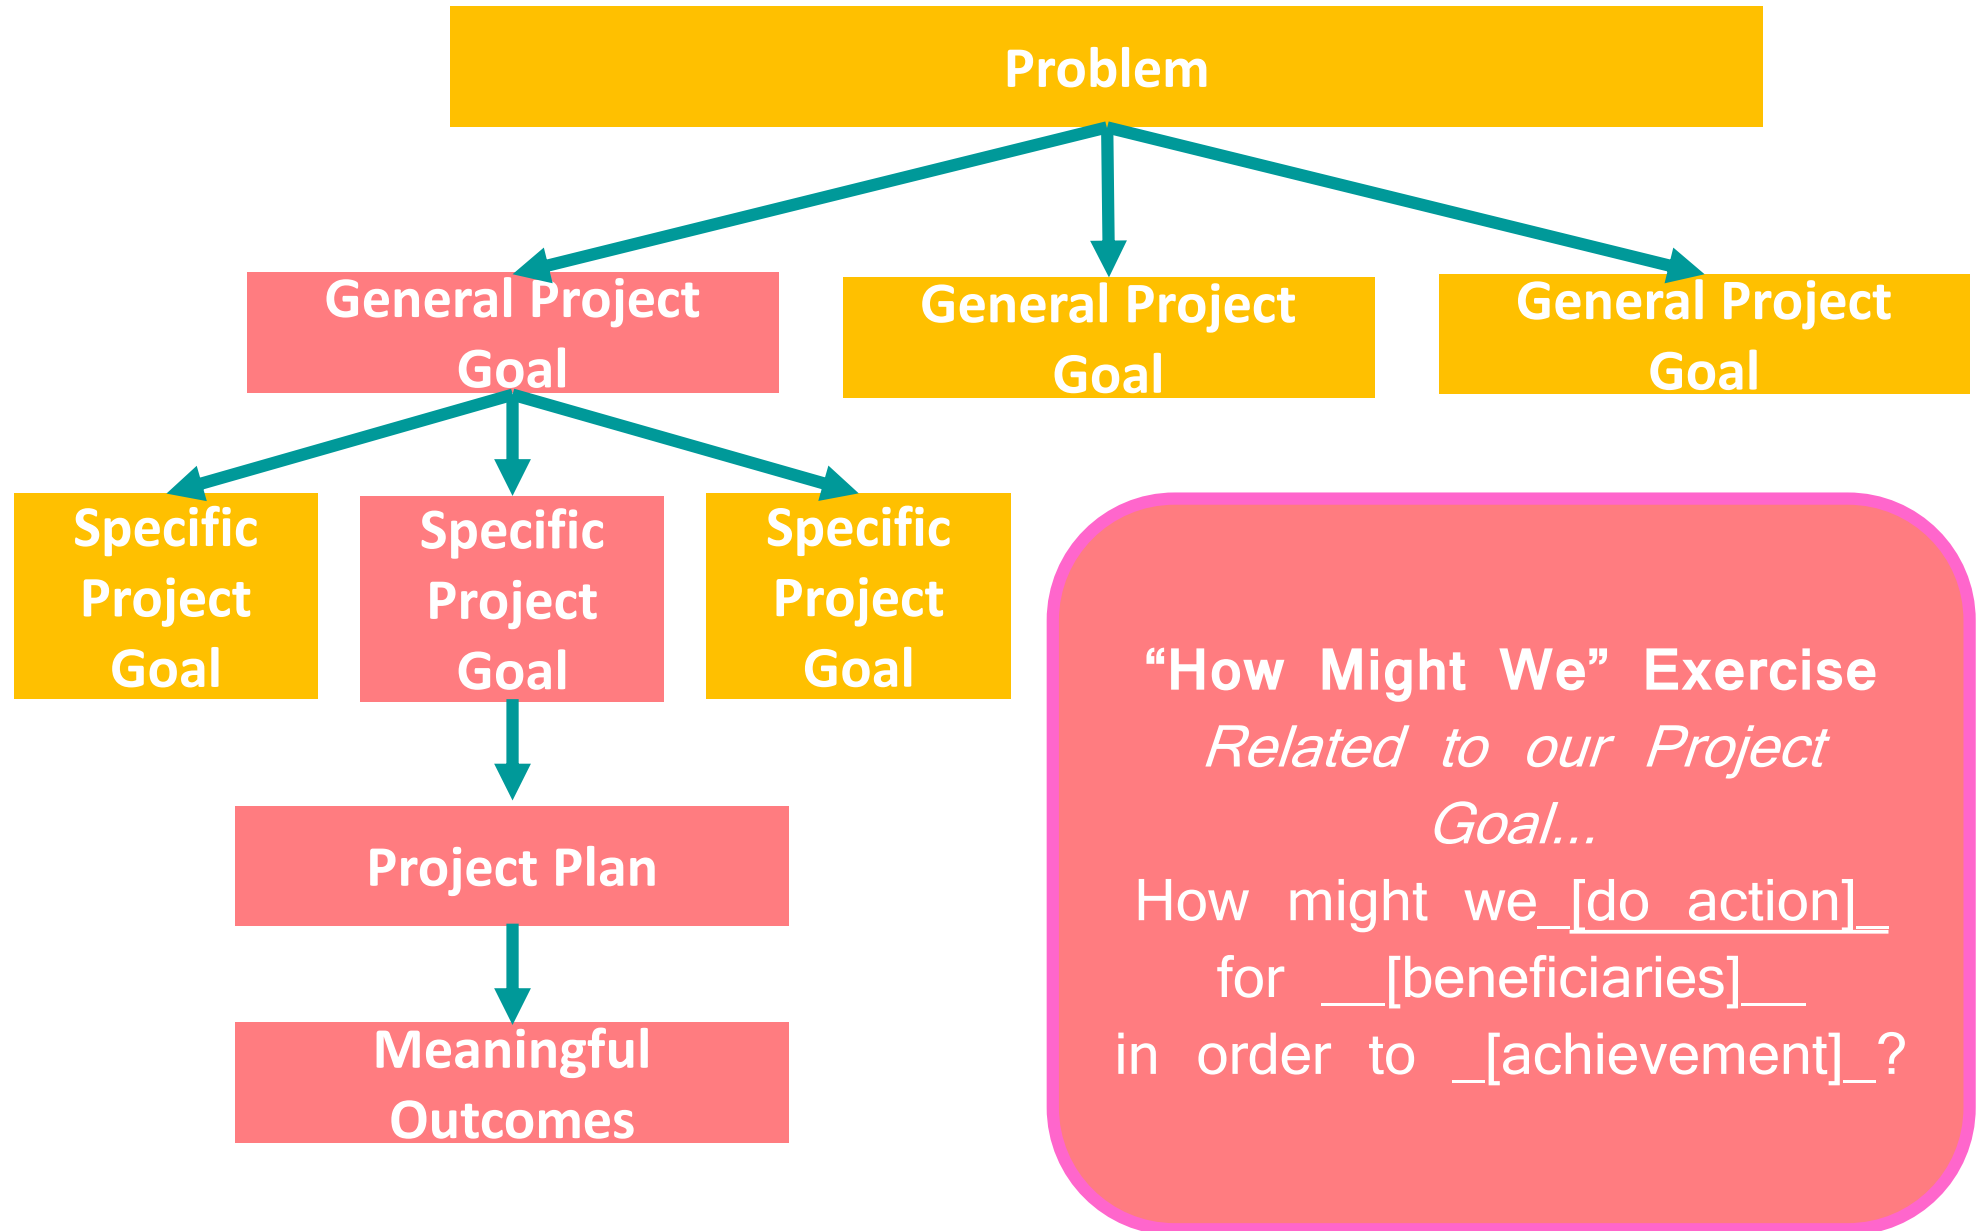 Problem
General Project
Goal
General Project
Goal
General Project
Goal
Specific
Project
Goal
Specific
Project
Goal
Specific
Project
Goal
Project Plan
Meaningful
Outcomes
“How Might We” Exercise
Related to our Project
Goal...
How might we_[do action]_
for __[beneficiaries]__
in order to _[achievement]_?